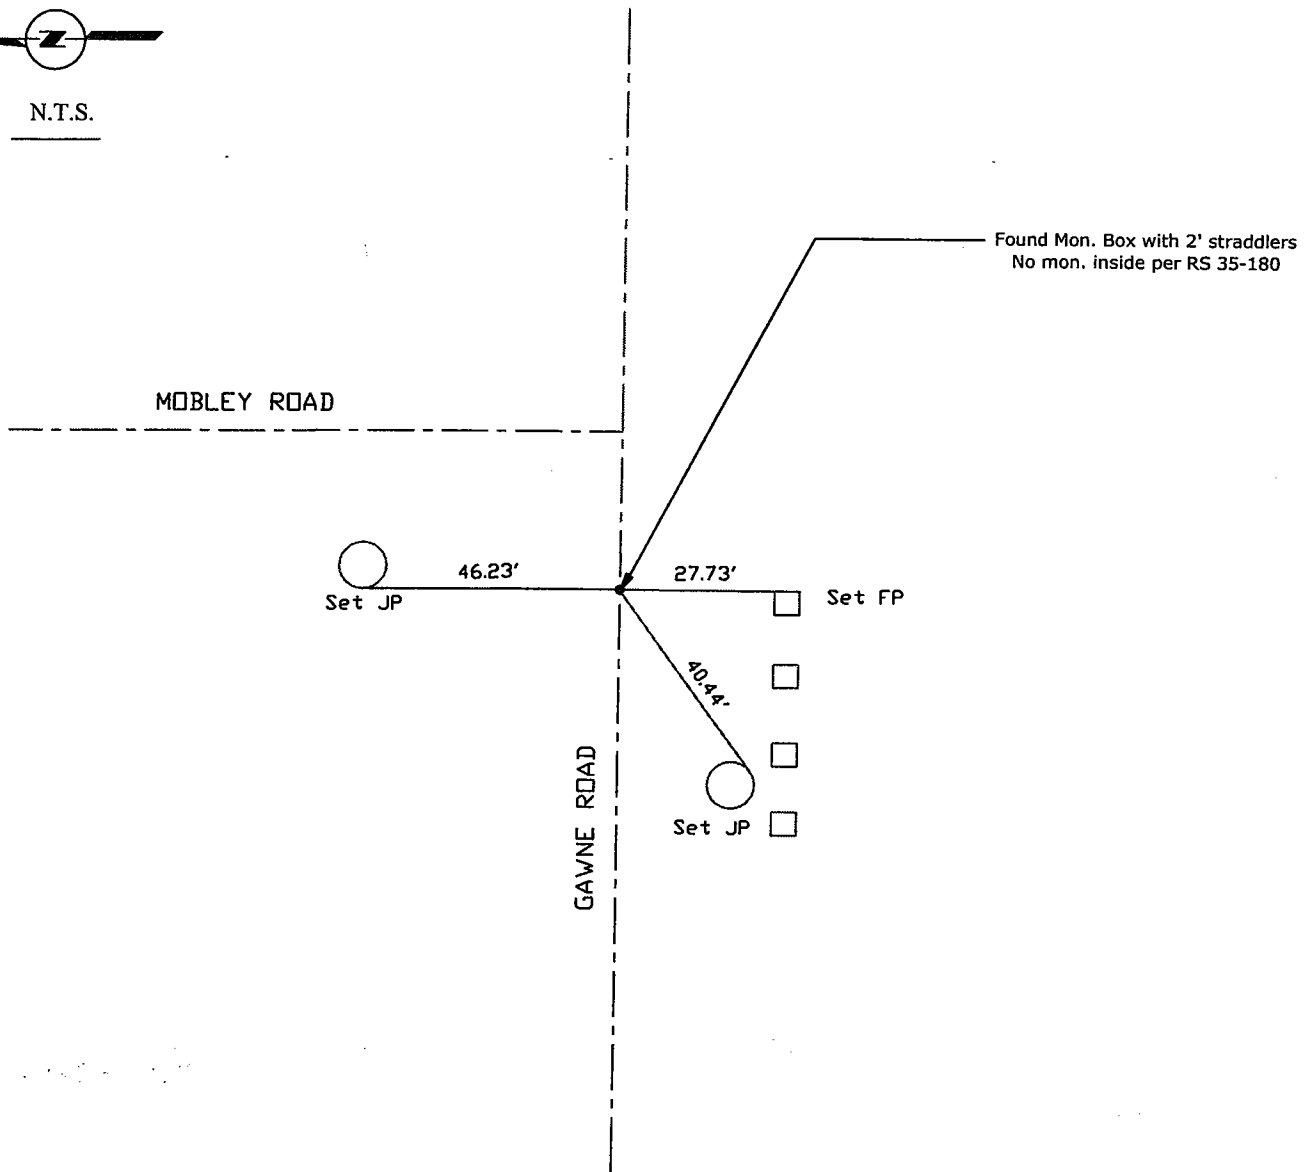 N
N.T.S.
Found Mon. Box with 2' straddlers
No mon. inside per RS 35-180
MOBLEY ROAD
46.23'
27.73'
Set JP
Set FP
40.44'
GAWNE ROAD
Set JP